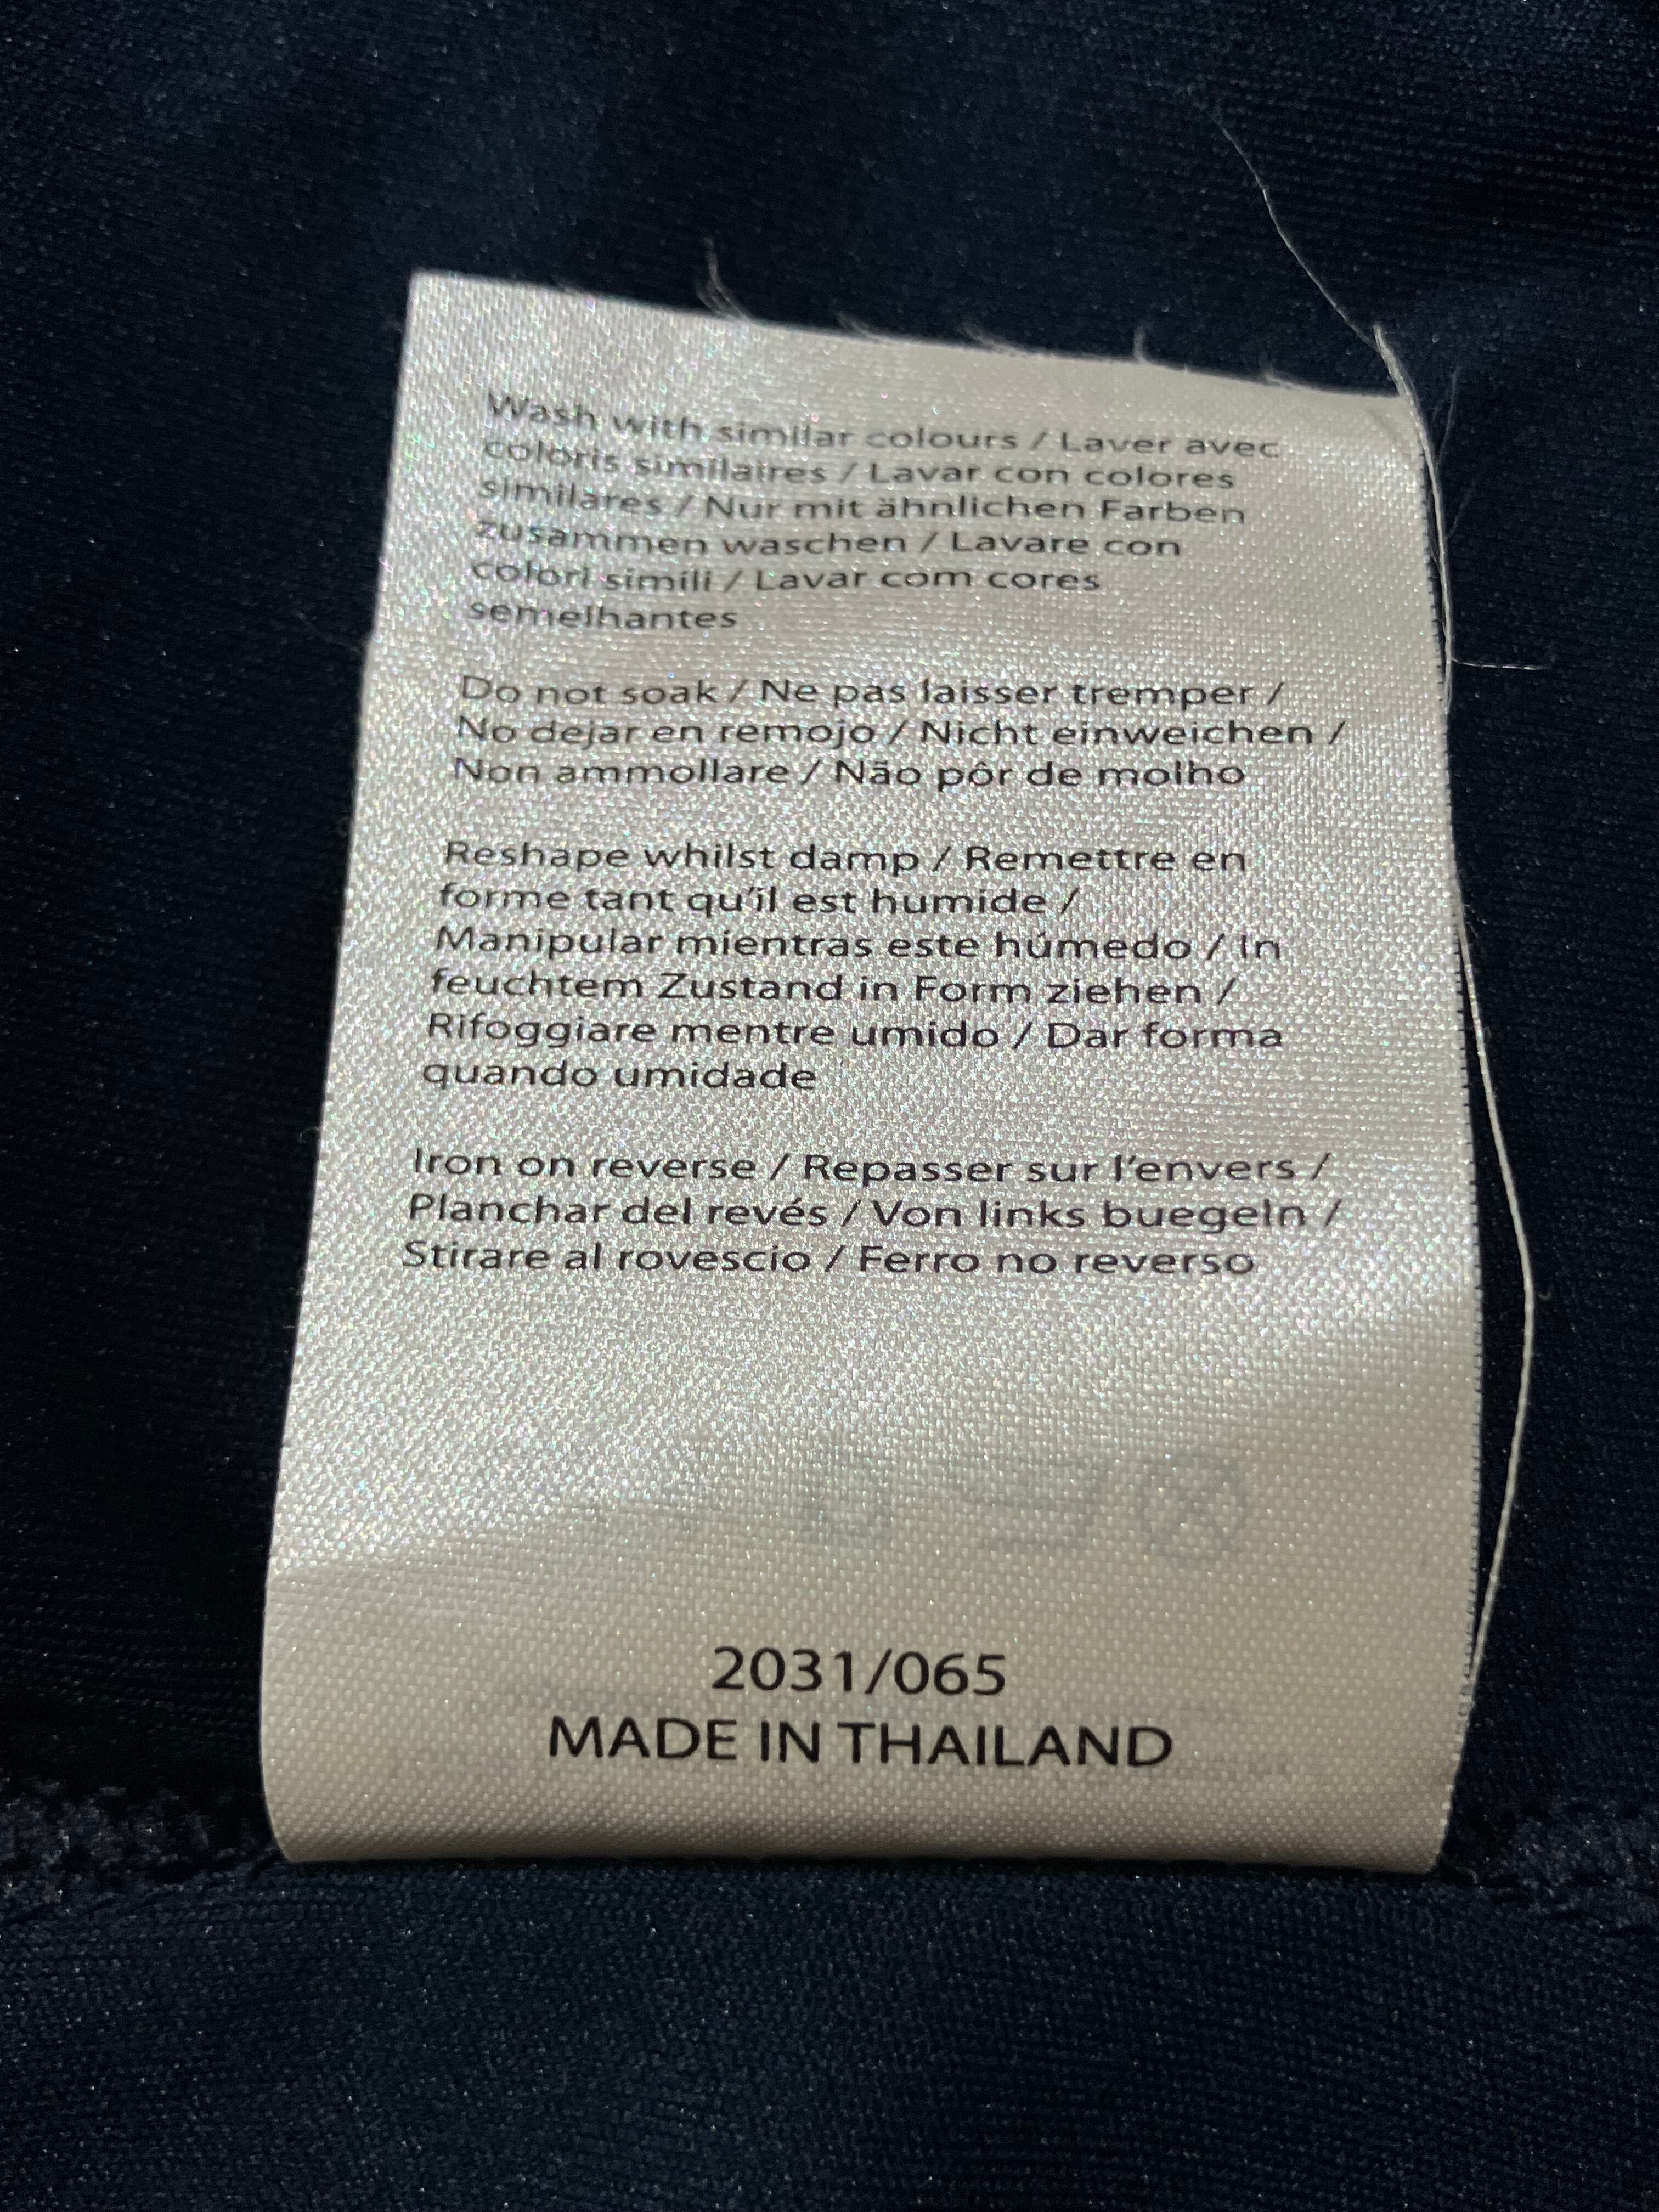 Wash with similar colours / Laver avec
coloris similaires / Lavar con colores
similares / Nur mit ähnlichen Farben
zusammen waschen / Lavare con
colori simili / Lavar com cores
semelhantes
Do not soak / Ne pas laisser tremper /
No dejar en remojo / Nicht einweichen /
Non ammollare / Não pôr de molho
Reshape whilst damp / Remettre en
forme tant qu'il est humide /
Manipular mientras este húmedo / In
feuchtem Zustand in Form ziehen /
Rifoggiare mentre umido / Dar forma
quando umidade
Iron on reverse / Repasser sur l'envers /
Planchar del revés / Von links buegeln /
Stirare al rovescio / Ferro no reverso
2031/065
MADE IN THAILAND